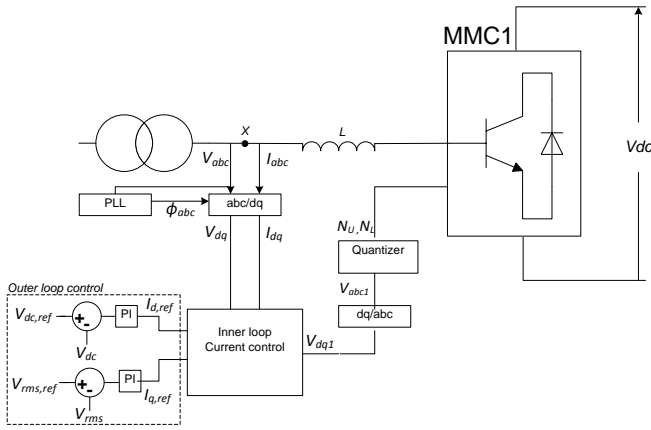 MMC1
X
L
Vabc
Iabc
Vdc
PLL
ϕabc
abc/dq
Vdq
Idq
NU,NL
Quantizer
Vabc1
dq/abc
Outer loop control
Vdc,ref
+
-
PI
Id,ref
Vdc
Inner loop
Current control
Vdq1
Vrms,ref
+
-
PI
Iq,ref
Vrms